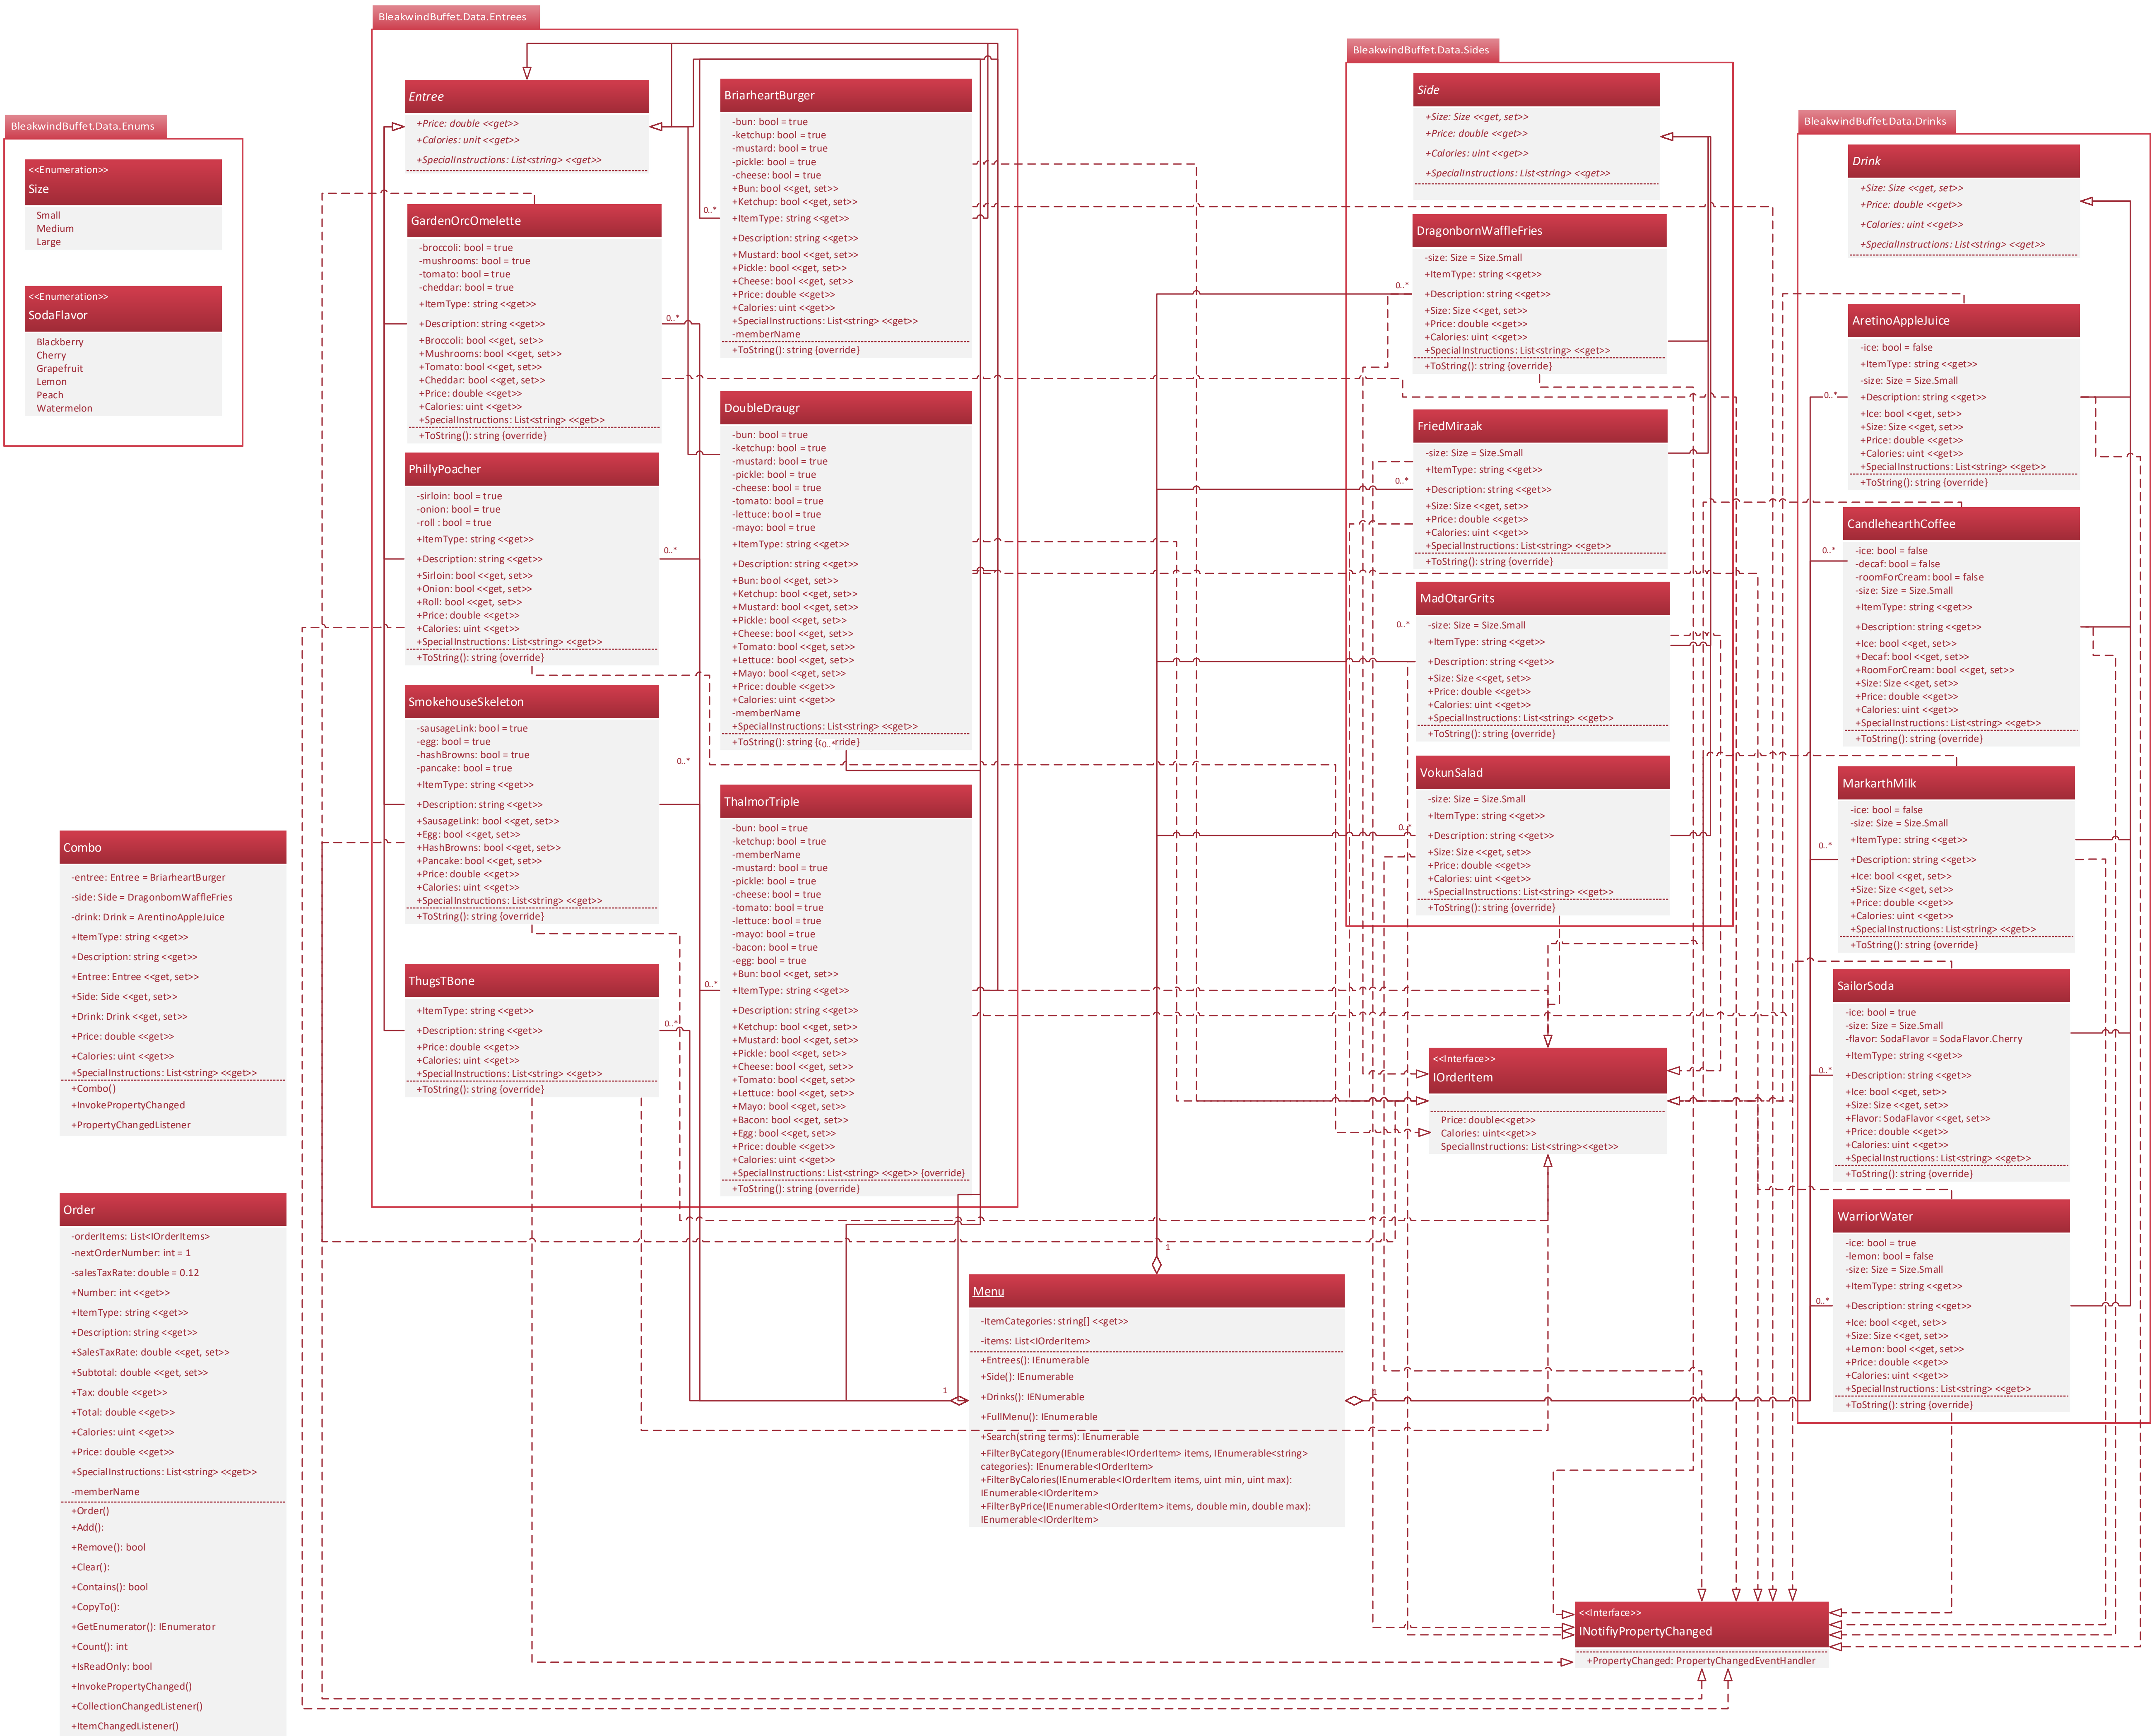 BleakwindBuffet.Data.Enums
<<Enumeration>>
Size
Small
Medium
Large
<<Enumeration>>
SodaFlavor
Blackberry
Cherry
Grapefruit
Lemon
Peach
Watermelon
Combo
-entree: Entree = BriarheartBurger
-side: Side = DragonbornWaffleFries
-drink: Drink = ArentinoAppleJuice
+ItemType: string <<get>>
+Description: string <<get>>
+Entree: Entree <<get, set>>
+Side: Side <<get, set>>
+Drink: Drink <<get, set>>
+Price: double <<get>>
+Calories: uint <<get>>
+SpecialInstructions: List<string> <<get>>
+Combo()
+InvokePropertyChanged
+PropertyChangedListener
Order
-orderItems: List<IOrderItems>
-nextOrderNumber: int = 1
-salesTaxRate: double = 0.12
+Number: int <<get>>
+ItemType: string <<get>>
+Description: string <<get>>
+SalesTaxRate: double <<get, set>>
+Subtotal: double <<get, set>>
+Tax: double <<get>>
+Total: double <<get>>
+Calories: uint <<get>>
+Price: double <<get>>
+SpecialInstructions: List<string> <<get>>
-memberName
+Order()
+Add():
+Remove(): bool
+Clear():
+Contains(): bool
+CopyTo():
+GetEnumerator(): IEnumerator
+Count(): int
+IsReadOnly: bool
+InvokePropertyChanged()
+CollectionChangedListener()
+ItemChangedListener()
BleakwindBuffet.Data.Entrees
Entree
+Price: double <<get>>
+Calories: unit <<get>>
+SpecialInstructions: List<string> <<get>>
GardenOrcOmelette
-broccoli: bool = true
-mushrooms: bool = true
-tomato: bool = true
-cheddar: bool = true
+ItemType: string <<get>>
+Description: string <<get>>
+Broccoli: bool <<get, set>>
+Mushrooms: bool <<get, set>>
+Tomato: bool <<get, set>>
+Cheddar: bool <<get, set>>
+Price: double <<get>>
+Calories: uint <<get>>
+SpecialInstructions: List<string> <<get>>
+ToString(): string {override}
0..*
PhillyPoacher
-sirloin: bool = true
-onion: bool = true
-roll : bool = true
+ItemType: string <<get>>
+Description: string <<get>>
+Sirloin: bool <<get, set>>
+Onion: bool <<get, set>>
+Roll: bool <<get, set>>
+Price: double <<get>>
+Calories: uint <<get>>
+SpecialInstructions: List<string> <<get>>
+ToString(): string {override}
0..*
SmokehouseSkeleton
-sausageLink: bool = true
-egg: bool = true
-hashBrowns: bool = true
-pancake: bool = true
+ItemType: string <<get>>
+Description: string <<get>>
+SausageLink: bool <<get, set>>
+Egg: bool <<get, set>>
+HashBrowns: bool <<get, set>>
+Pancake: bool <<get, set>>
+Price: double <<get>>
+Calories: uint <<get>>
+SpecialInstructions: List<string> <<get>>
+ToString(): string {override}
0..*
ThugsTBone
+ItemType: string <<get>>
+Description: string <<get>>
+Price: double <<get>>
+Calories: uint <<get>>
+SpecialInstructions: List<string> <<get>>
+ToString(): string {override}
0..*
BriarheartBurger
-bun: bool = true
-ketchup: bool = true
-mustard: bool = true
-pickle: bool = true
-cheese: bool = true
+Bun: bool <<get, set>>
+Ketchup: bool <<get, set>>
+ItemType: string <<get>>
+Description: string <<get>>
+Mustard: bool <<get, set>>
+Pickle: bool <<get, set>>
+Cheese: bool <<get, set>>
+Price: double <<get>>
+Calories: uint <<get>>
+SpecialInstructions: List<string> <<get>>
-memberName
+ToString(): string {override}
0..*
DoubleDraugr
-bun: bool = true
-ketchup: bool = true
-mustard: bool = true
-pickle: bool = true
-cheese: bool = true
-tomato: bool = true
-lettuce: bool = true
-mayo: bool = true
+ItemType: string <<get>>
+Description: string <<get>>
+Bun: bool <<get, set>>
+Ketchup: bool <<get, set>>
+Mustard: bool <<get, set>>
+Pickle: bool <<get, set>>
+Cheese: bool <<get, set>>
+Tomato: bool <<get, set>>
+Lettuce: bool <<get, set>>
+Mayo: bool <<get, set>>
+Price: double <<get>>
+Calories: uint <<get>>
-memberName
+SpecialInstructions: List<string> <<get>>
+ToString(): string
0..*
ThalmorTriple
-bun: bool = true
-ketchup: bool = true
-memberName
-mustard: bool = true
-pickle: bool = true
-cheese: bool = true
-tomato: bool = true
-lettuce: bool = true
-mayo: bool = true
-bacon: bool = true
-egg: bool = true
+Bun: bool <<get, set>>
+ItemType: string <<get>>
+Description: string <<get>>
+Ketchup: bool <<get, set>>
+Mustard: bool <<get, set>>
+Pickle: bool <<get, set>>
+Cheese: bool <<get, set>>
+Tomato: bool <<get, set>>
+Lettuce: bool <<get, set>>
+Mayo: bool <<get, set>>
+Bacon: bool <<get, set>>
+Egg: bool <<get, set>>
+Price: double <<get>>
+Calories: uint <<get>>
+SpecialInstructions: List<string> <<get>> {override}
+ToString(): string {override}
0..*
Menu
-ItemCategories: string[] <<get>>
-items: List<IOrderItem>
+Entrees(): IEnumerable
+Side(): IEnumerable
+Drinks(): IENumerable
+FullMenu(): IEnumerable
+Search(string terms): IEnumerable
+FilterByCategory(IEnumerable<IOrderItem> items, IEnumerable<string>
categories): IEnumerable<IOrderItem>
+FilterByCalories(IEnumerable<IOrderItem items, uint min, uint max):
IEnumerable<IOrderItem>
+FilterByPrice(IEnumerable<IOrderItem> items, double min, double max):
IEnumerable<IOrderItem>
1
1
1
BleakwindBuffet.Data.Sides
Side
+Size: Size <<get, set>>
+Price: double <<get>>
+Calories: uint <<get>>
+SpecialInstructions: List<string> <<get>>
DragonbornWaffleFries
-size: Size = Size.Small
+ItemType: string <<get>>
+Description: string <<get>>
+Size: Size <<get, set>>
+Price: double <<get>>
+Calories: uint <<get>>
+SpecialInstructions: List<string> <<get>>
+ToString(): string {override}
0..*
FriedMiraak
-size: Size = Size.Small
+ItemType: string <<get>>
+Description: string <<get>>
+Size: Size <<get, set>>
+Price: double <<get>>
+Calories: uint <<get>>
+SpecialInstructions: List<string> <<get>>
+ToString(): string {override}
0..*
MadOtarGrits
-size: Size = Size.Small
+ItemType: string <<get>>
+Description: string <<get>>
+Size: Size <<get, set>>
+Price: double <<get>>
+Calories: uint <<get>>
+SpecialInstructions: List<string> <<get>>
+ToString(): string {override}
0..*
VokunSalad
-size: Size = Size.Small
+ItemType: string <<get>>
+Description: string <<get>>
+Size: Size <<get, set>>
+Price: double <<get>>
+Calories: uint <<get>>
+SpecialInstructions: List<string> <<get>>
+ToString(): string {override}
0..*
<<Interface>>
IOrderItem
Price: double<<get>>
Calories: uint<<get>>
SpecialInstructions: List<string><<get>>
<<Interface>>
INotifiyPropertyChanged
+PropertyChanged: PropertyChangedEventHandler
BleakwindBuffet.Data.Drinks
Drink
+Size: Size <<get, set>>
+Price: double <<get>>
+Calories: uint <<get>>
+SpecialInstructions: List<string> <<get>>
AretinoAppleJuice
-ice: bool = false
+ItemType: string <<get>>
-size: Size = Size.Small
+Description: string <<get>>
+Ice: bool <<get, set>>
+Size: Size <<get, set>>
+Price: double <<get>>
+Calories: uint <<get>>
+SpecialInstructions: List<string> <<get>>
+ToString(): string {override}
0..*
CandlehearthCoffee
-ice: bool = false
-decaf: bool = false
-roomForCream: bool = false
-size: Size = Size.Small
+ItemType: string <<get>>
+Description: string <<get>>
+Ice: bool <<get, set>>
+Decaf: bool <<get, set>>
+RoomForCream: bool <<get, set>>
+Size: Size <<get, set>>
+Price: double <<get>>
+Calories: uint <<get>>
+SpecialInstructions: List<string> <<get>>
+ToString(): string {override}
0..*
MarkarthMilk
-ice: bool = false
-size: Size = Size.Small
+ItemType: string <<get>>
+Description: string <<get>>
+Ice: bool <<get, set>>
+Size: Size <<get, set>>
+Price: double <<get>>
+Calories: uint <<get>>
+SpecialInstructions: List<string> <<get>>
+ToString(): string {override}
0..*
SailorSoda
-ice: bool = true
-size: Size = Size.Small
-flavor: SodaFlavor = SodaFlavor.Cherry
+ItemType: string <<get>>
+Description: string <<get>>
+Ice: bool <<get, set>>
+Size: Size <<get, set>>
+Flavor: SodaFlavor <<get, set>>
+Price: double <<get>>
+Calories: uint <<get>>
+SpecialInstructions: List<string> <<get>>
+ToString(): string {override}
0..*
WarriorWater
-ice: bool = true
-lemon: bool = false
-size: Size = Size.Small
+ItemType: string <<get>>
+Description: string <<get>>
+Ice: bool <<get, set>>
+Size: Size <<get, set>>
+Lemon: bool <<get, set>>
+Price: double <<get>>
+Calories: uint <<get>>
+SpecialInstructions: List<string> <<get>>
+ToString(): string {override}
0..*